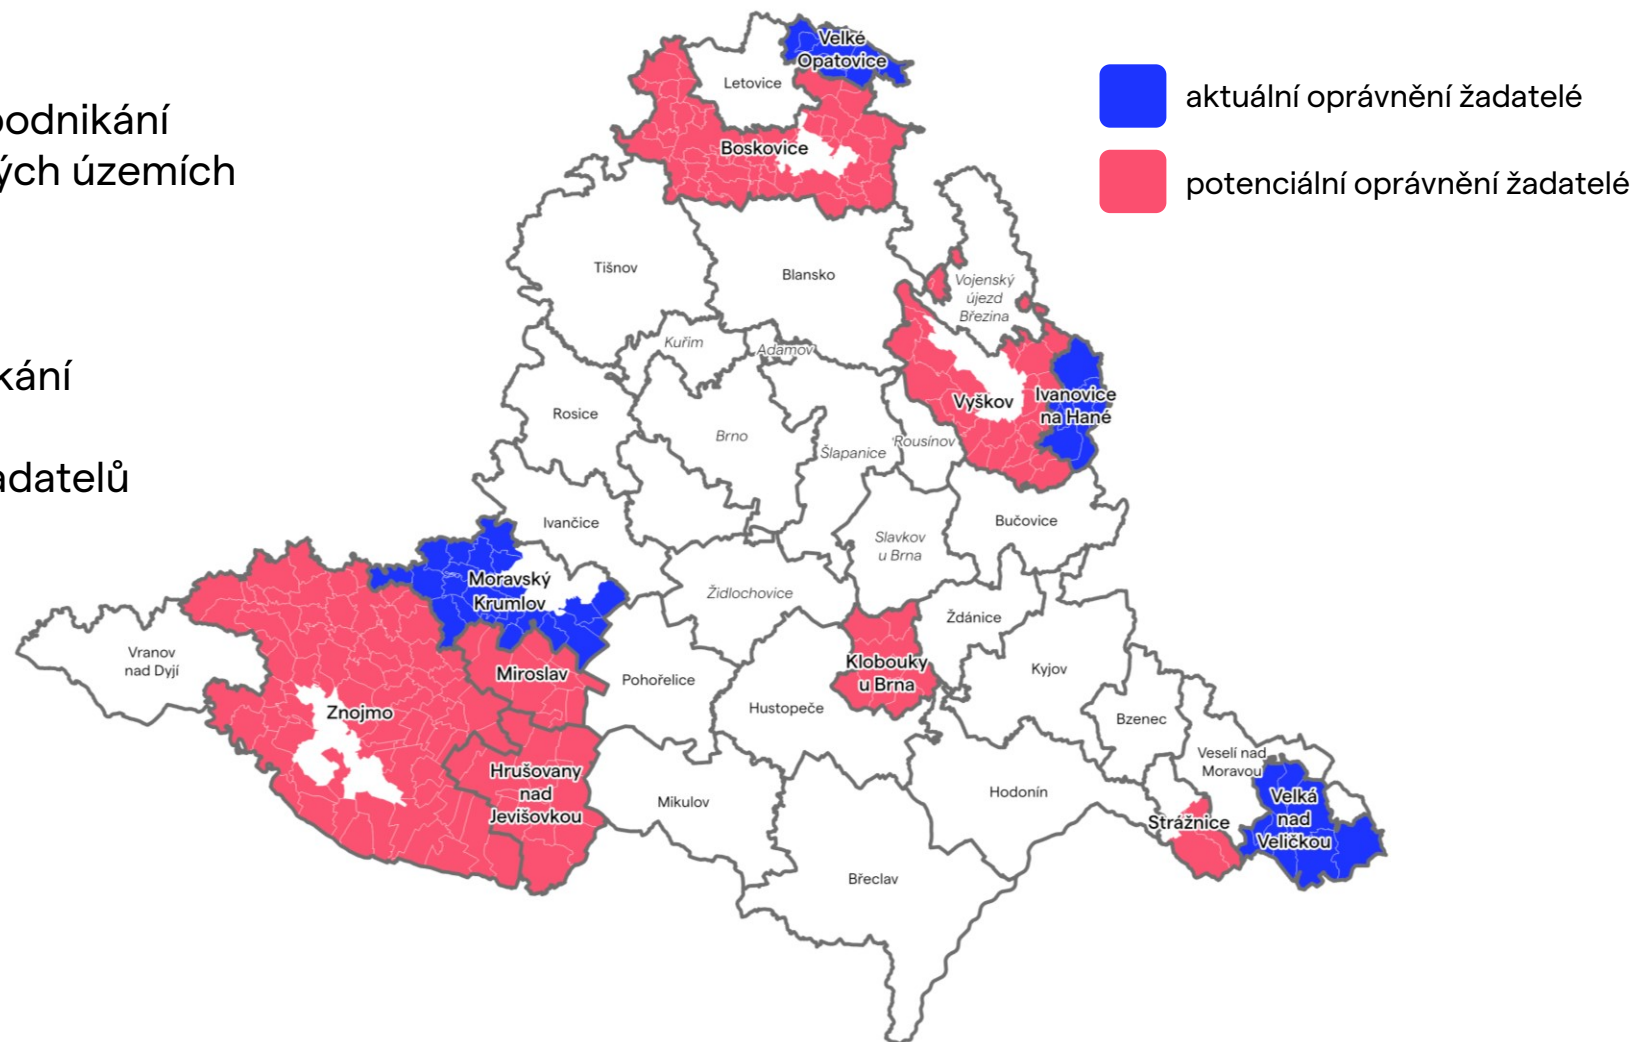 podnikání
ých územích
kání
adatelů
aktuální oprávnění žadatelé
potenciální oprávnění žadatelé
Velké
Opatovice
Letovice
Boskovice
Tišnov
Blansko
Vojenský
újezd
Březina
Kuřim
Adamov
Rosice
Brno
Šlapanice
Rousínov
Vyškov
Ivanovice
na Hané
Ivančice
Slavkov
u Brna
Bučovice
Moravský
Krumlov
Židlochovice
Ždánice
Vranov
nad Dyjí
Miroslav
Pohořelice
Klobouky
u Brna
Kyjov
Znojmo
Hustopeče
Bzenec
Veselí nad
Moravou
Hrušovany
nad
Jevišovkou
Mikulov
Hodonín
Strážnice
Velká
nad
Veličkou
Břeclav